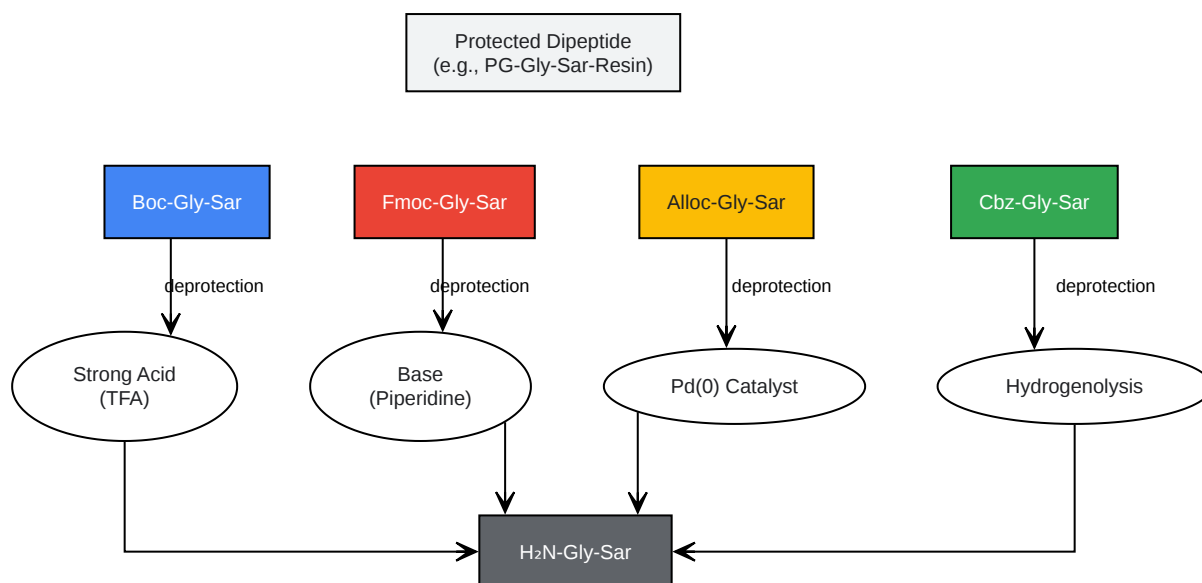 Protected Dipeptide
(e.g., PG-Gly-Sar-Resin)
Boc-Gly-Sar
Fmoc-Gly-Sar
Alloc-Gly-Sar
Cbz-Gly-Sar
deprotection
deprotection
deprotection
deprotection
Strong Acid
(TFA)
Base
(Piperidine)
Pd(0) Catalyst
Hydrogenolysis
H₂N-Gly-Sar